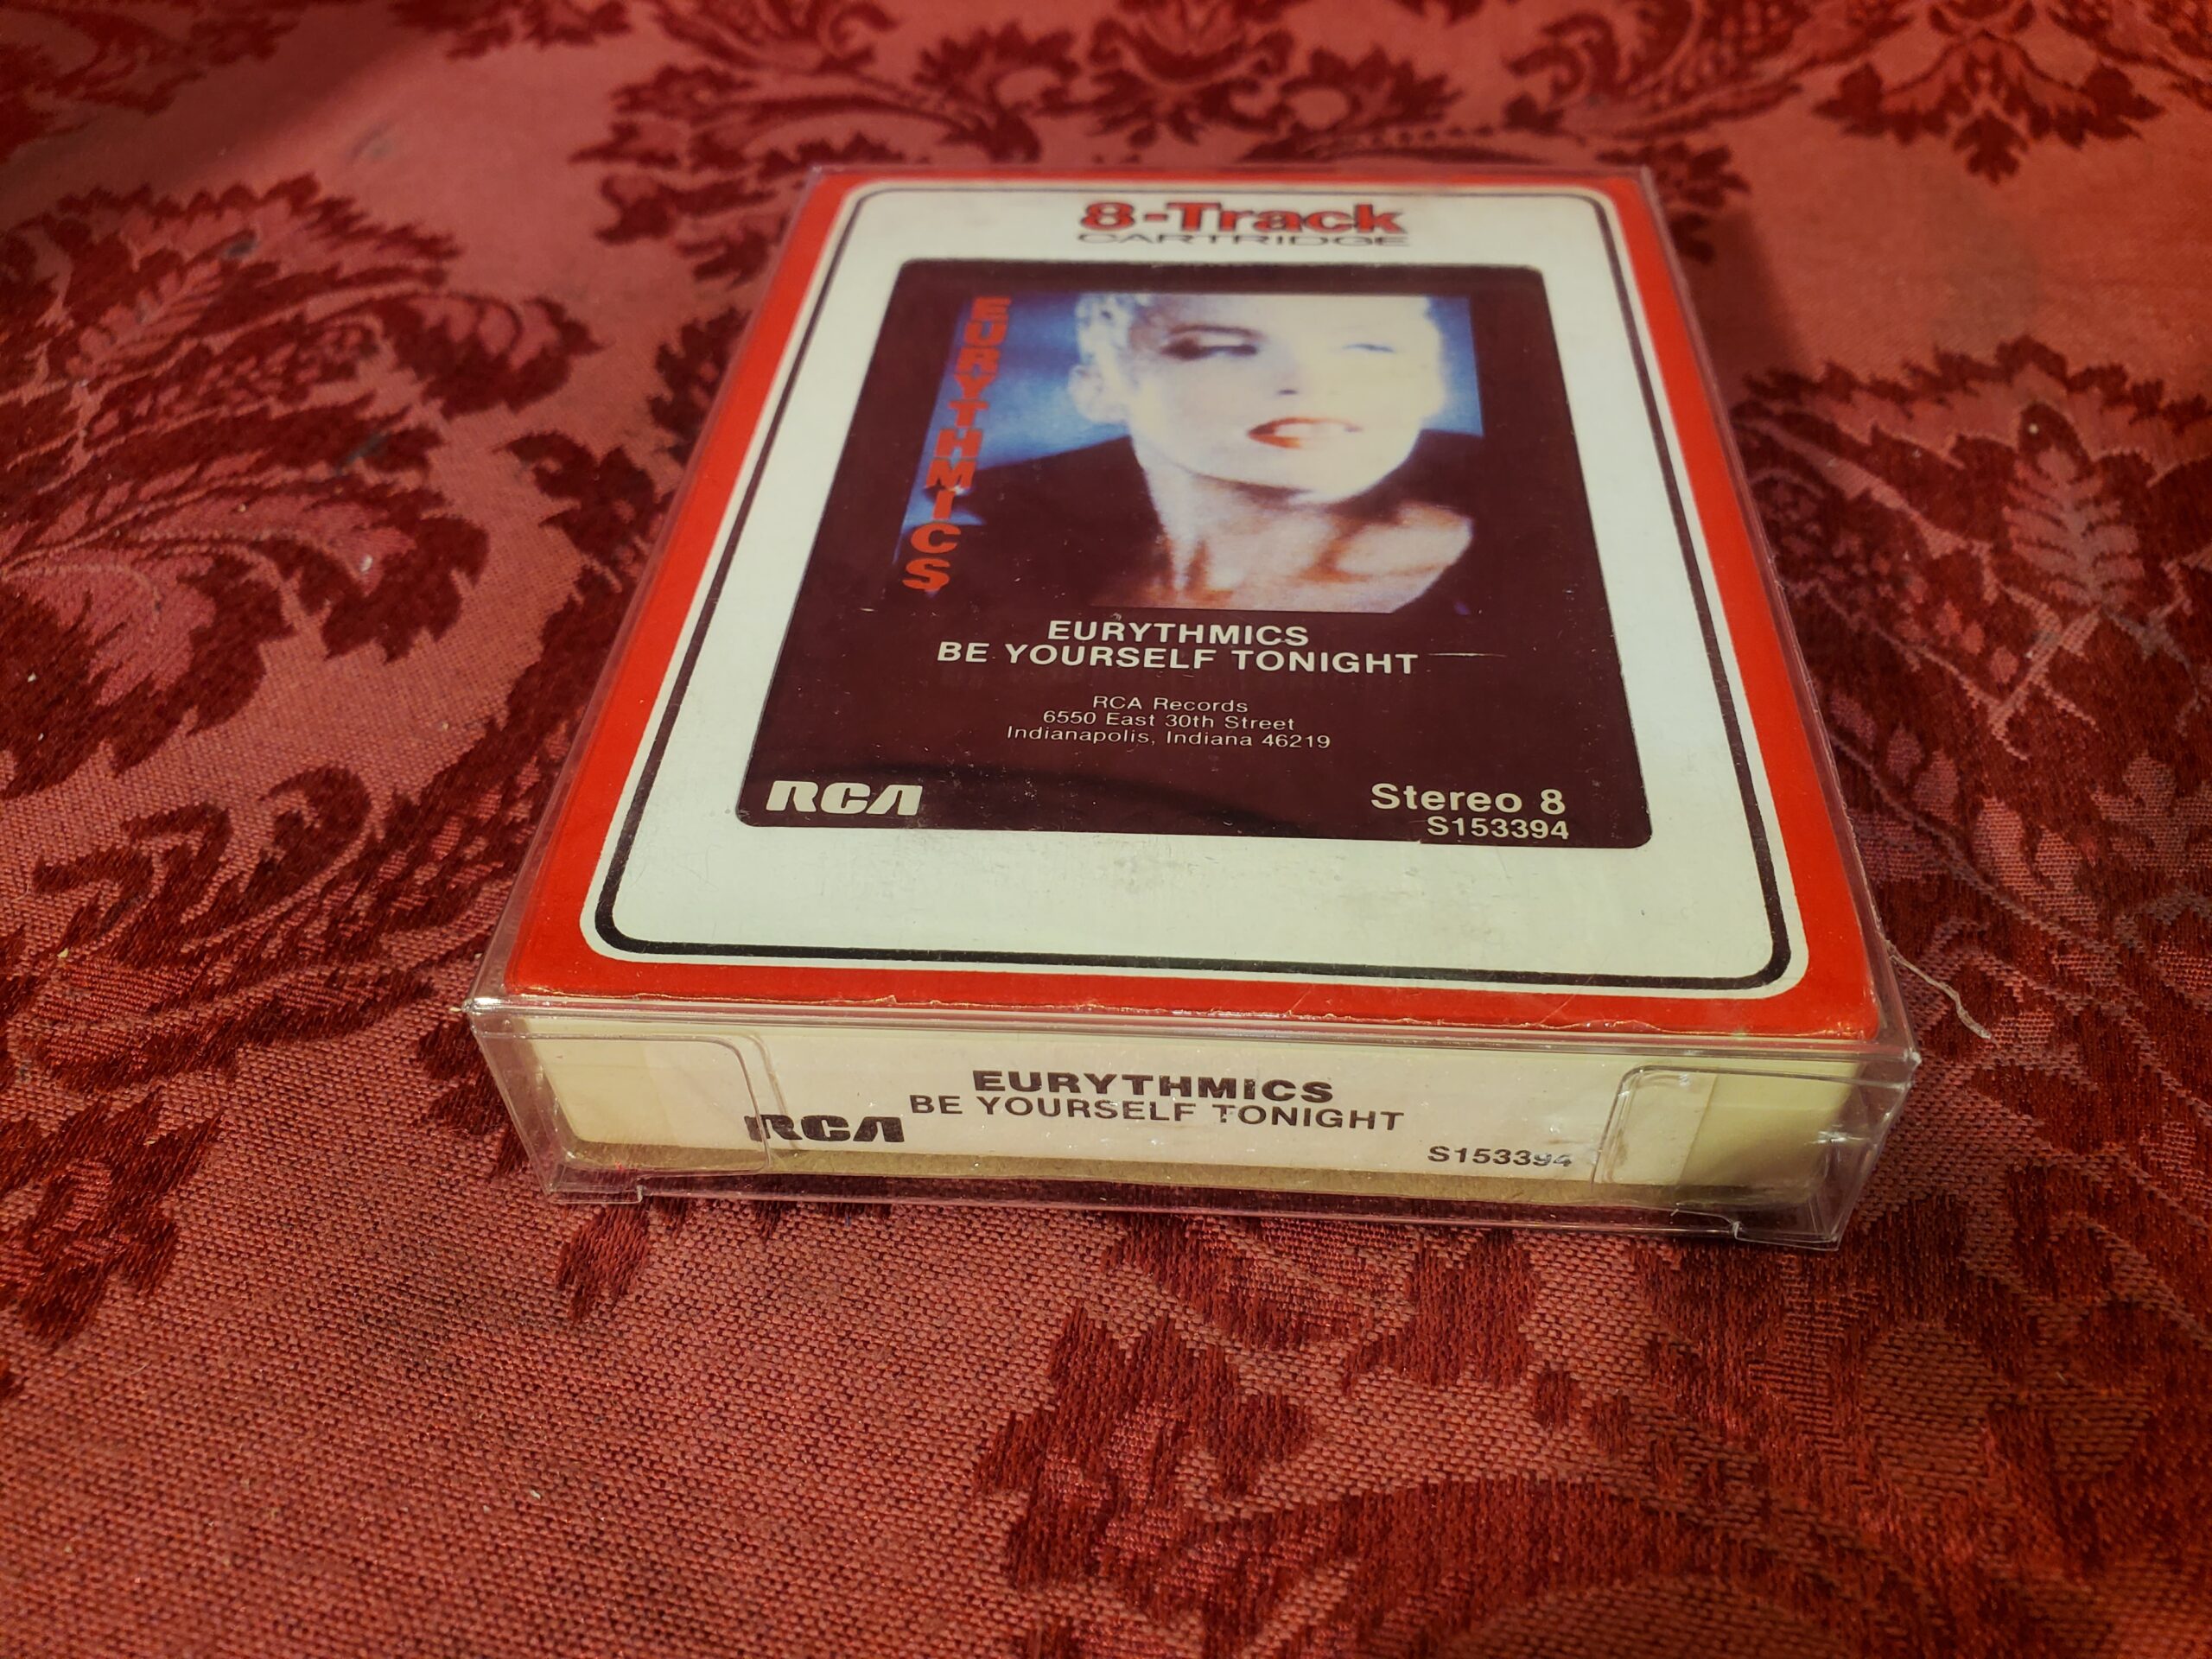 8-Track
CARTRIDGE
EURYTHMICS
EURYTHMICS
BE YOURSELF TONIGHT
RCA Records
6550 East 30th Street
Indianapolis, Indiana 46219
RCA
Stereo 8
S153394
EURYTHMICS
BE YOURSELF TONIGHT
RCA
S153394